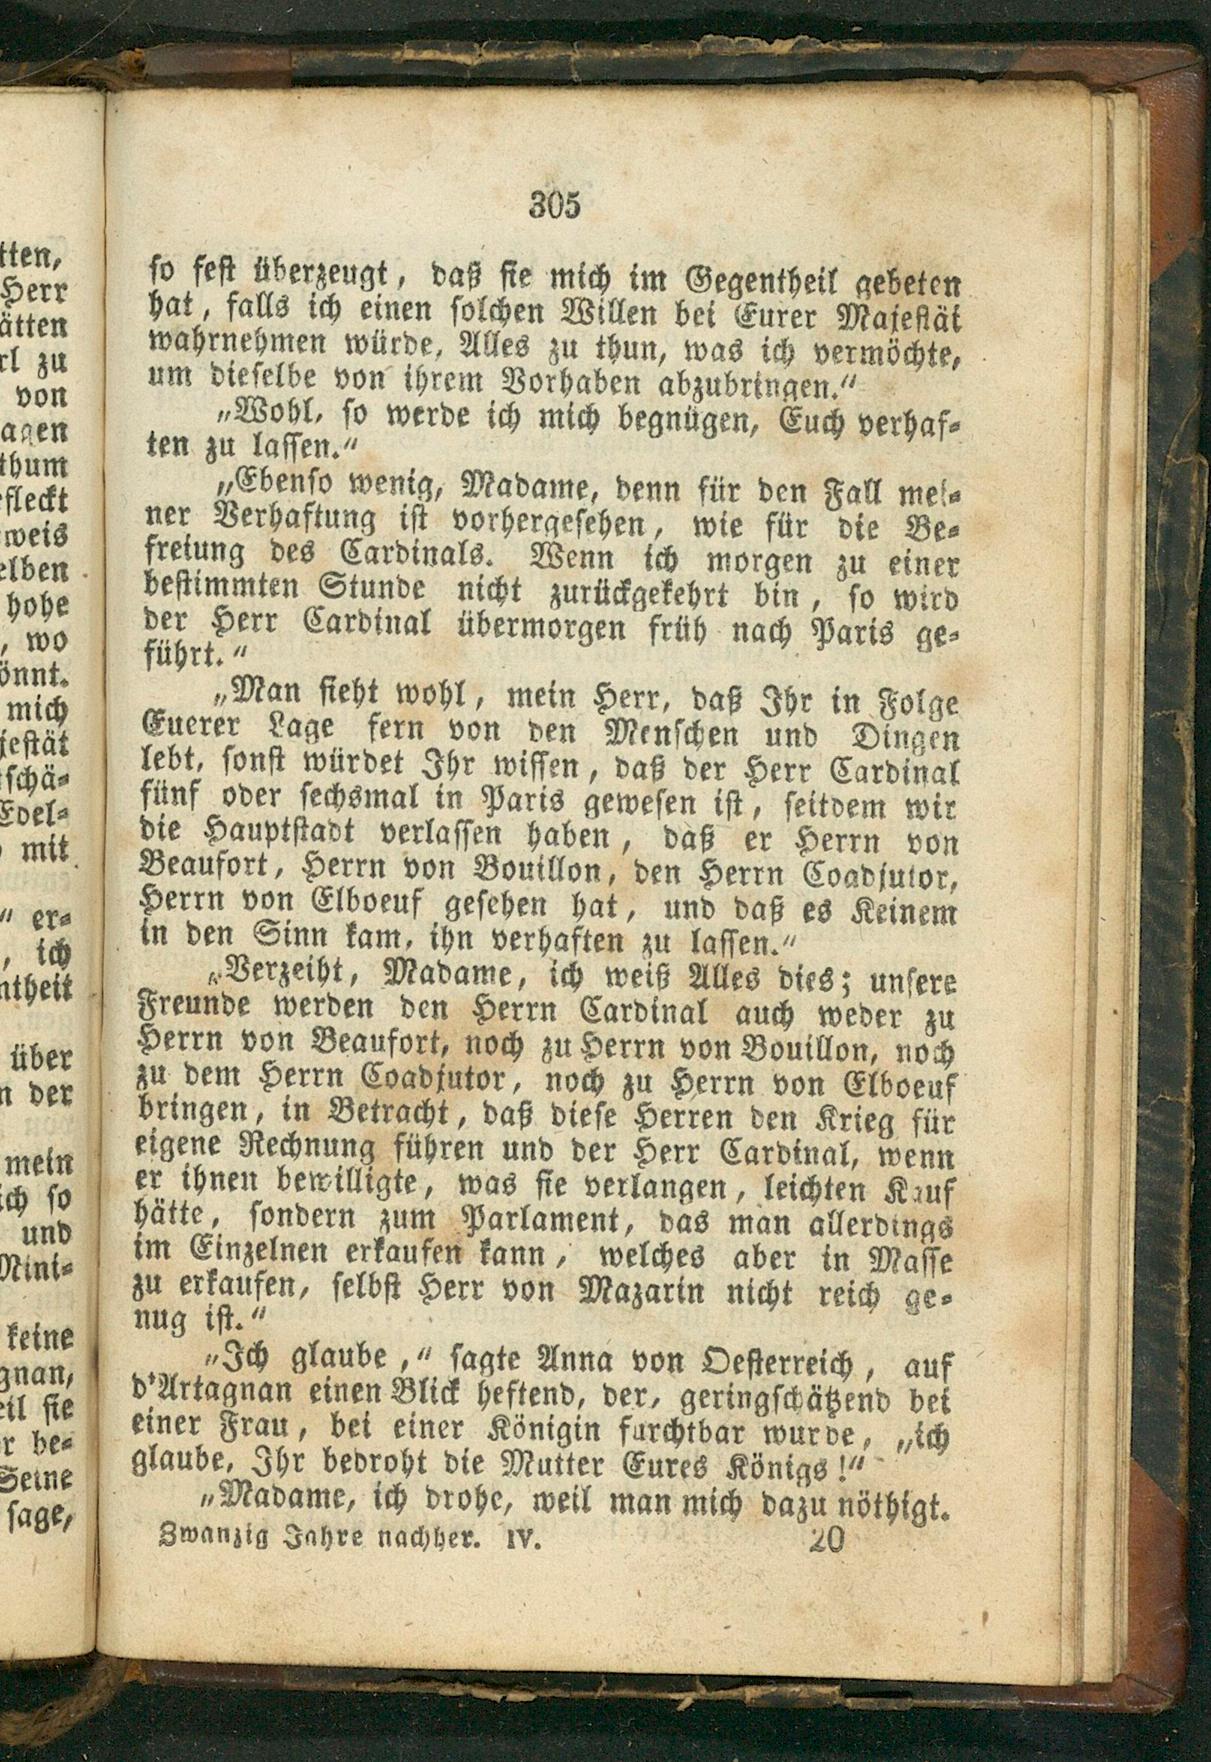 305
so fest überzeugt, daß sie mich im Gegentheil gebeten
hat, falls ich einen solchen Willen bei Eurer Majestät
wahrnehmen würde, Alles zu thun, was ich vermöchte,
um dieselbe von ihrem Vorhaben abzubringen.“
„Wohl, so werde ich mich begnügen, Euch verhaf-
ten zu lassen.“
„Ebenso wenig, Madame, denn für den Fall mei-
ner Verhaftung ist vorhergesehen, wie für die Be-
freiung des Cardinals. Wenn ich morgen zu einer
bestimmten Stunde nicht zurückgekehrt bin, so wird
der Herr Cardinal übermorgen früh nach Paris ge-
führt.“
„Man sieht wohl, mein Herr, daß Ihr in Folge
Euerer Lage fern von den Menschen und Dingen
lebt, sonst würdet Ihr wissen, daß der Herr Cardinal
fünf oder sechsmal in Paris gewesen ist, seitdem wir
die Hauptstadt verlassen haben, daß er Herrn von
Beaufort, Herrn von Bouillon, den Herrn Coadjutor,
Herrn von Elboeuf gesehen hat, und daß es Keinem
in den Sinn kam, ihn verhaften zu lassen.“
„Verzeiht, Madame, ich weiß Alles dies; unsere
Freunde werden den Herrn Cardinal auch weder zu
Herrn von Beaufort, noch zu Herrn von Bouillon, noch
zu dem Herrn Coadjutor, noch zu Herrn von Elboeuf
bringen, in Betracht, daß diese Herren den Krieg für
eigene Rechnung führen und der Herr Cardinal, wenn
er ihnen bewilligte, was sie verlangen, leichten Kauf
hätte, sondern zum Parlament, das man allerdings
im Einzelnen erkaufen kann, welches aber in Masse
zu erkaufen, selbst Herr von Mazarin nicht reich ge-
nug ist.“
„Ich glaube,“ sagte Anna von Oesterreich, auf
d'Artagnan einen Blick heftend, der, geringschätzend bei
einer Frau, bei einer Königin furchtbar wurde, „ich
glaube, Ihr bedroht die Mutter Eures Königs!“
„Madame, ich drohe, weil man mich dazu nöthigt.
Zwanzig Jahre nachher. IV. 20